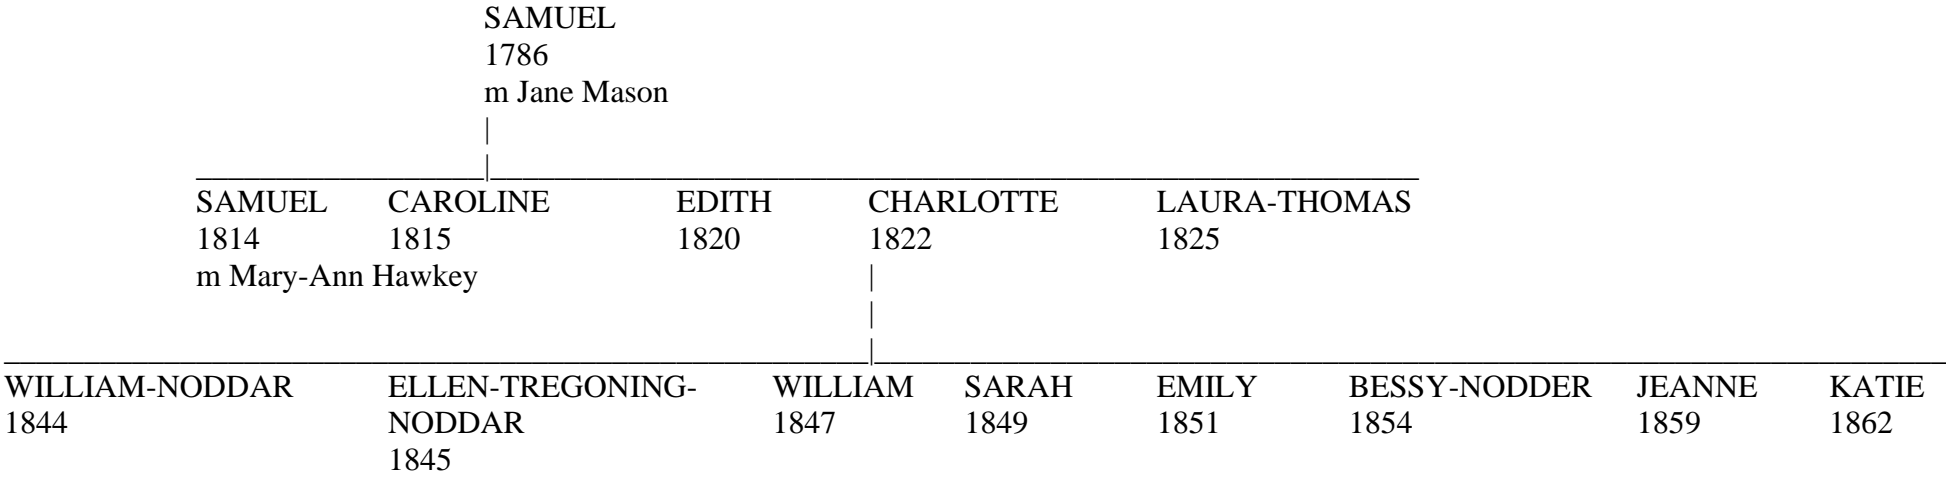 SAMUEL
1786
m Jane Mason
SAMUEL CAROLINE EDITH CHARLOTTE LAURA-THOMAS
1814 1815 1820 1822 1825
m Mary-Ann Hawkey
WILLIAM-NODDAR ELLEN-TREGONING- WILLIAM SARAH EMILY BESSY-NODDER JEANNE KATIE
1844 NODDAR 1847 1849 1851 1854 1859 1862
1845